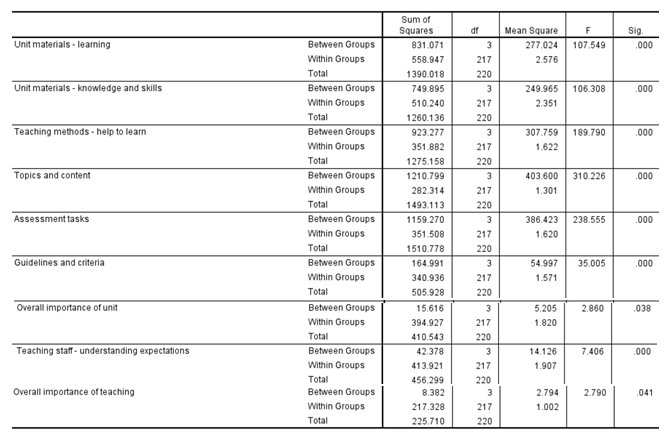 Sum of
Squares df Mean Square F Sig.
Unit materials - learning Between Groups 831.071 3 277.024 107.549 .000
Within Groups 558.947 217 2.576
Total 1390.018 220
Unit materials - knowledge and skills Between Groups 749.895 3 249.965 106.308 .000
Within Groups 510.240 217 2.351
Total 1260.136 220
Teaching methods - help to learn Between Groups 923.277 3 307.759 189.790 .000
Within Groups 351.882 217 1.622
Total 1275.158 220
Topics and content Between Groups 1210.799 3 403.600 310.226 .000
Within Groups 282.314 217 1.301
Total 1493.113 220
Assessment tasks Between Groups 1159.270 3 386.423 238.555 .000
Within Groups 351.508 217 1.620
Total 1510.778 220
Guidelines and criteria Between Groups 164.991 3 54.997 35.005 .000
Within Groups 340.936 217 1.571
Total 505.928 220
Overall importance of unit Between Groups 15.616 3 5.205 2.860 .038
Within Groups 394.927 217 1.820
Total 410.543 220
Teaching staff - understanding expectations Between Groups 42.378 3 14.126 7.406 .000
Within Groups 413.921 217 1.907
Total 456.299 220
Overall importance of teaching Between Groups 8.382 3 2.794 2.790 .041
Within Groups 217.328 217 1.002
Total 225.710 220